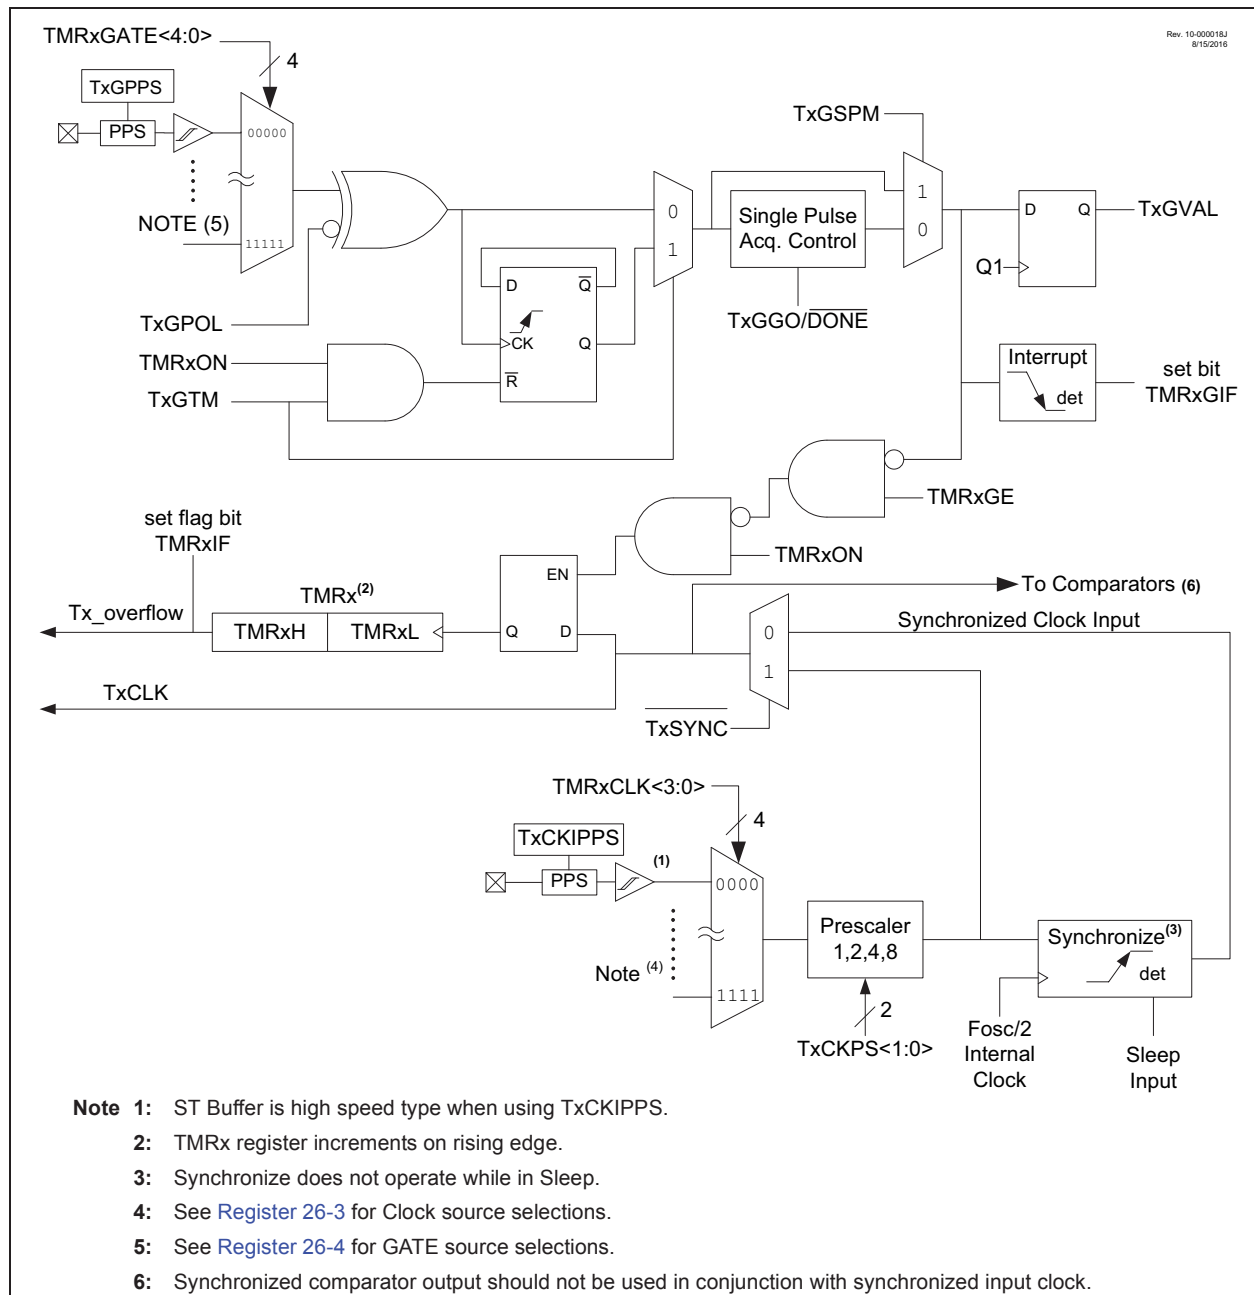 Rev. 10-000018J
8/15/2016
TMRxGATE<4:0>
4
TxGPPS
PPS
00000
NOTE (5)
11111
TxGPOL
TMRxON
TxGTM
D
Q
CK
Q
R
0
1
TxGSPM
Single Pulse
Acq. Control
TxGGO/DONE
1
0
D
Q
Q1
TxGVAL
Interrupt
det
set bit
TMRxGIF
TMRxGE
TMRxON
set flag bit
TMRxIF
Tx_overflow
TMRx(2)
TMRxH
TMRxL
EN
Q
D
TxCLK
To Comparators (6)
Synchronized Clock Input
0
1
TxSYNC
TMRxCLK<3:0>
4
TxCKIPPS
PPS
(1)
0000
Note (4)
1111
Prescaler
1,2,4,8
2
TxCKPS<1:0>
Synchronize(3)
det
Fosc/2
Internal
Clock
Sleep
Input
Note 1: ST Buffer is high speed type when using TxCKIPPS.
2: TMRx register increments on rising edge.
3: Synchronize does not operate while in Sleep.
4: See Register 26-3 for Clock source selections.
5: See Register 26-4 for GATE source selections.
6: Synchronized comparator output should not be used in conjunction with synchronized input clock.